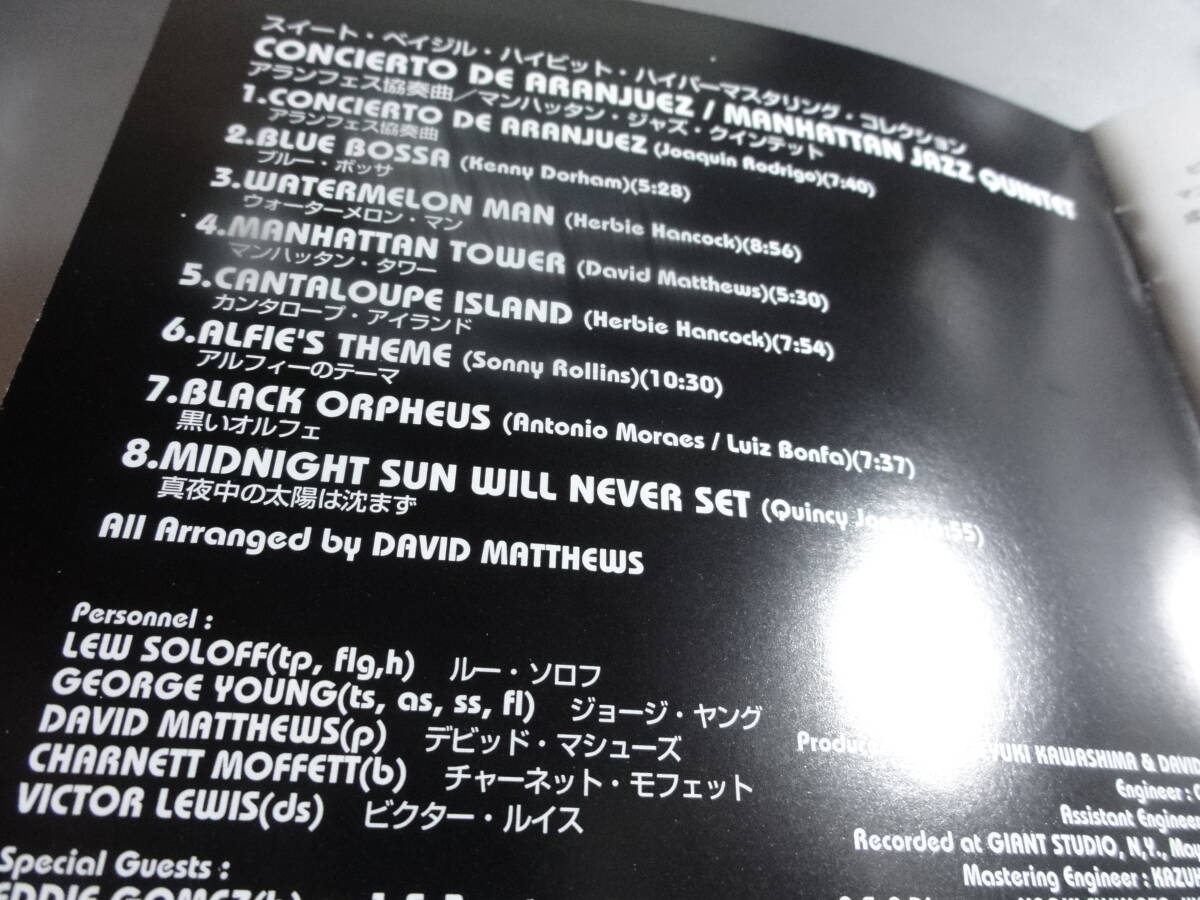 スイート・ベイジル・ハイビット・ハイパーマスタリング・コレクション
CONCIERTO DE ARANJUEZ / MANHATTAN JAZZ QUINTET
アランフェス協奏曲／マンハッタン・ジャズ・クインテット
1.CONCIERTO DE ARANJUEZ (Joaquin Rodrigo)(7:40)
アランフェス協奏曲
2.BLUE BOSSA (Kenny Dorham)(5:28)
ブルー・ボッサ
3.WATERMELON MAN (Herbie Hancock)(8:56)
ウォーターメロン・マン
4.MANHATTAN TOWER (David Matthews)(5:30)
マンハッタン・タワー
5.CANTALOUPE ISLAND (Herbie Hancock)(7:54)
カンタロープ・アイランド
6.ALFIE'S THEME (Sonny Rollins)(10:30)
アルフィーのテーマ
7.BLACK ORPHEUS (Antonio Moraes / Luiz Bonfa)(7:37)
黒いオルフェ
8.MIDNIGHT SUN WILL NEVER SET (Quincy
真夜中の太陽は沈まず
All Arranged by DAVID MATTHEWS
Personnel :
LEW SOLOFF(tp, flg,h) ルー・ソロフ
GEORGE YOUNG(ts, as, ss, fl) ジョージ・ヤング
DAVID MATTHEWS(p) デビッド・マシューズ
CHARNETT MOFFETT(b) チャーネット・モフェット
VICTOR LEWIS(ds) ビクター・ルイス
Special Guests :
EDDIE GOMEZ(b)
KAWASHIMA & DAVID
Engineer :
Assistant Engineer
Recorded at GIANT STUDIO, N,Y., May
Mastering Engineer :